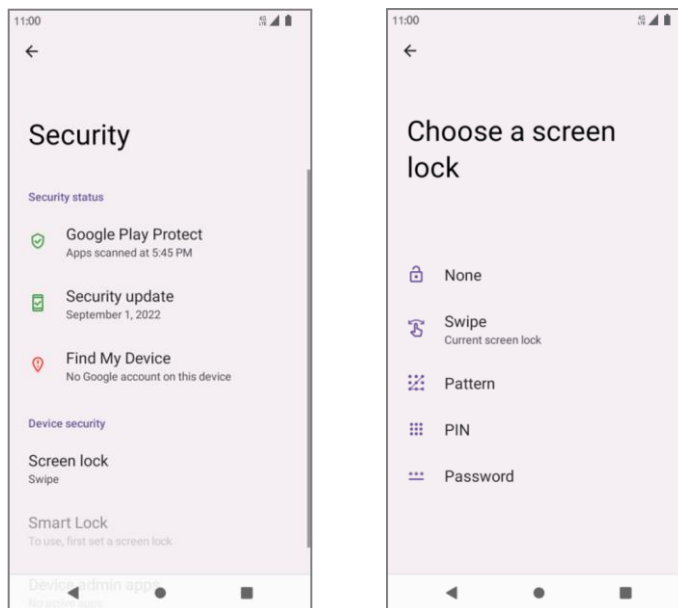 11:00
Security
Security status
Google Play Protect
Apps scanned at 5:45 PM
Security update
September 1, 2022
Find My Device
No Google account on this device
Device security
Screen lock
Swipe
Smart Lock
To use, first set a screen lock
Device admin apps
11:00
Choose a screen
lock
None
Swipe
Current screen lock
Pattern
PIN
Password